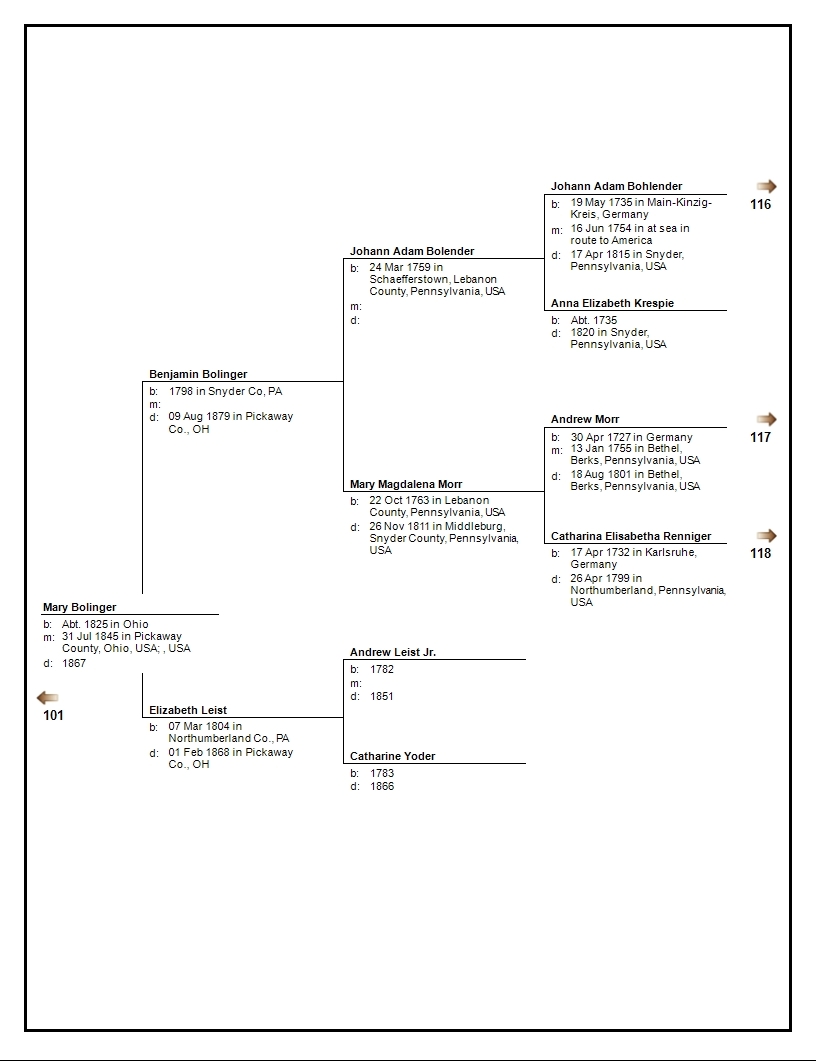 Johann Adam Bohlender
b: 19 May 1735 in Main-Kinzig-
Kreis, Germany
m: 16 Jun 1754 in at sea in
route to America
d: 17 Apr 1815 in Snyder,
Pennsylvania, USA
116
Johann Adam Bolender
b: 24 Mar 1759 in
Schaefferstown, Lebanon
County, Pennsylvania, USA
m:
d:
Anna Elizabeth Krespie
b: Abt. 1735
d: 1820 in Snyder,
Pennsylvania, USA
Benjamin Bolinger
b: 1798 in Snyder Co, PA
m:
d: 09 Aug 1879 in Pickaway
Co., OH
Andrew Morr
b: 30 Apr 1727 in Germany
m: 13 Jan 1755 in Bethel,
Berks, Pennsylvania, USA
d: 18 Aug 1801 in Bethel,
Berks, Pennsylvania, USA
117
Mary Magdalena Morr
b: 22 Oct 1763 in Lebanon
County, Pennsylvania, USA
d: 26 Nov 1811 in Middleburg,
Snyder County, Pennsylvania,
USA
Catharina Elisabetha Renniger
b: 17 Apr 1732 in Karlsruhe,
Germany
d: 26 Apr 1799 in
Northumberland, Pennsylvania,
USA
118
Mary Bolinger
b: Abt. 1825 in Ohio
m: 31 Jul 1845 in Pickaway
County, Ohio, USA; , USA
d: 1867
101
Andrew Leist Jr.
b: 1782
m:
d: 1851
Elizabeth Leist
b: 07 Mar 1804 in
Northumberland Co., PA
d: 01 Feb 1868 in Pickaway
Co., OH
Catharine Yoder
b: 1783
d: 1866